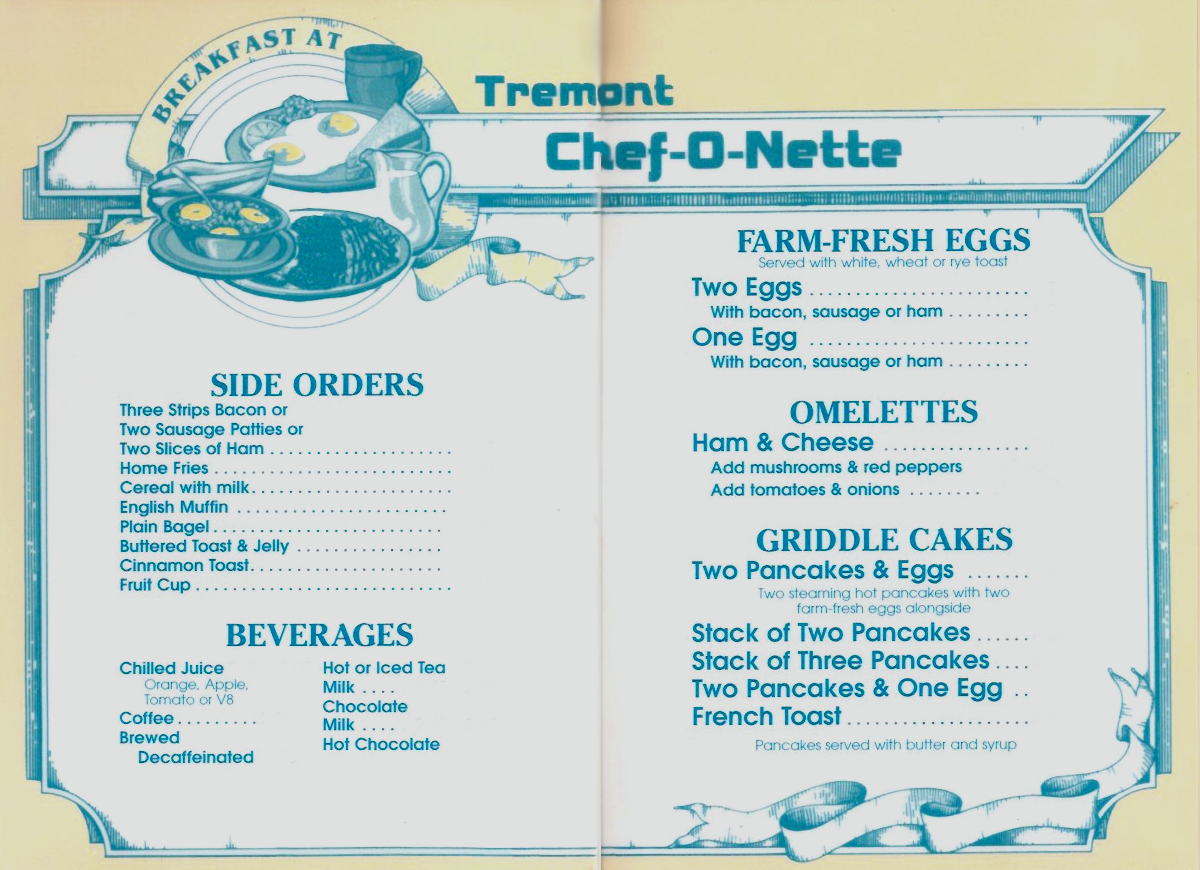 BREAKFAST AT
Tremont
Chef-O-Nette
SIDE ORDERS
Three Strips Bacon or
Two Sausage Patties or
Two Slices of Ham ...................
Home Fries ........................
Cereal with milk.....................
English Muffin ......................
Plain Bagel........................
Buttered Toast & Jelly ...............
Cinnamon Toast....................
Fruit Cup ..........................
BEVERAGES
Chilled Juice
Orange, Apple,
Tomato or V8
Coffee.........
Brewed
Decaffeinated
Hot or Iced Tea
Milk ....
Chocolate
Milk ....
Hot Chocolate
FARM-FRESH EGGS
Served with white, wheat or rye toast
Two Eggs .......................
With bacon, sausage or ham .........
One Egg .......................
With bacon, sausage or ham .........
OMELETTES
Ham & Cheese ...............
Add mushrooms & red peppers
Add tomatoes & onions ........
GRIDDLE CAKES
Two Pancakes & Eggs .......
Two steaming hot pancakes with two
farm-fresh eggs alongside
Stack of Two Pancakes ......
Stack of Three Pancakes ....
Two Pancakes & One Egg ..
French Toast ...................
Pancakes served with butter and syrup